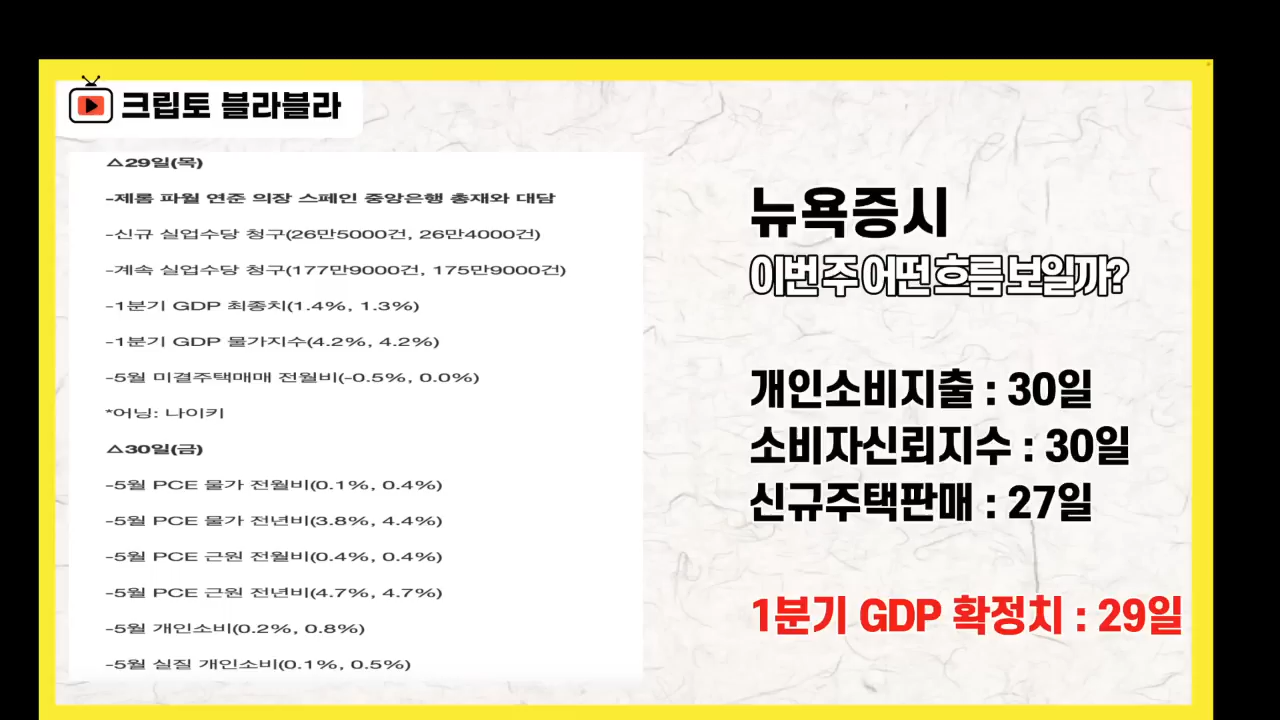 크립토 블라블라
△29일(목)
-제롬 파월 연준 의장 스페인 중앙은행 총재와 대담
-신규 실업수당 청구(26만5000건, 26만4000건)
-계속 실업수당 청구(177만9000건, 175만9000건)
-1분기 GDP 최종치(1.4%, 1.3%)
-1분기 GDP 물가지수(4.2%, 4.2%)
-5월 미결주택매매 전월비(-0.5%, 0.0%)
*어닝: 나이키
△30일(금)
-5월 PCE 물가 전월비(0.1%, 0.4%)
-5월 PCE 물가 전년비(3.8%, 4.4%)
-5월 PCE 근원 전월비(0.4%, 0.4%)
-5월 PCE 근원 전년비(4.7%, 4.7%)
-5월 개인소비(0.2%, 0.8%)
-5월 실질 개인소비(0.1%, 0.5%)
뉴욕증시
이번 주 어떤 흐름 보일까?
개인소비지출 : 30일
소비자신뢰지수 : 30일
신규주택판매 : 27일
1분기 GDP 확정치 : 29일